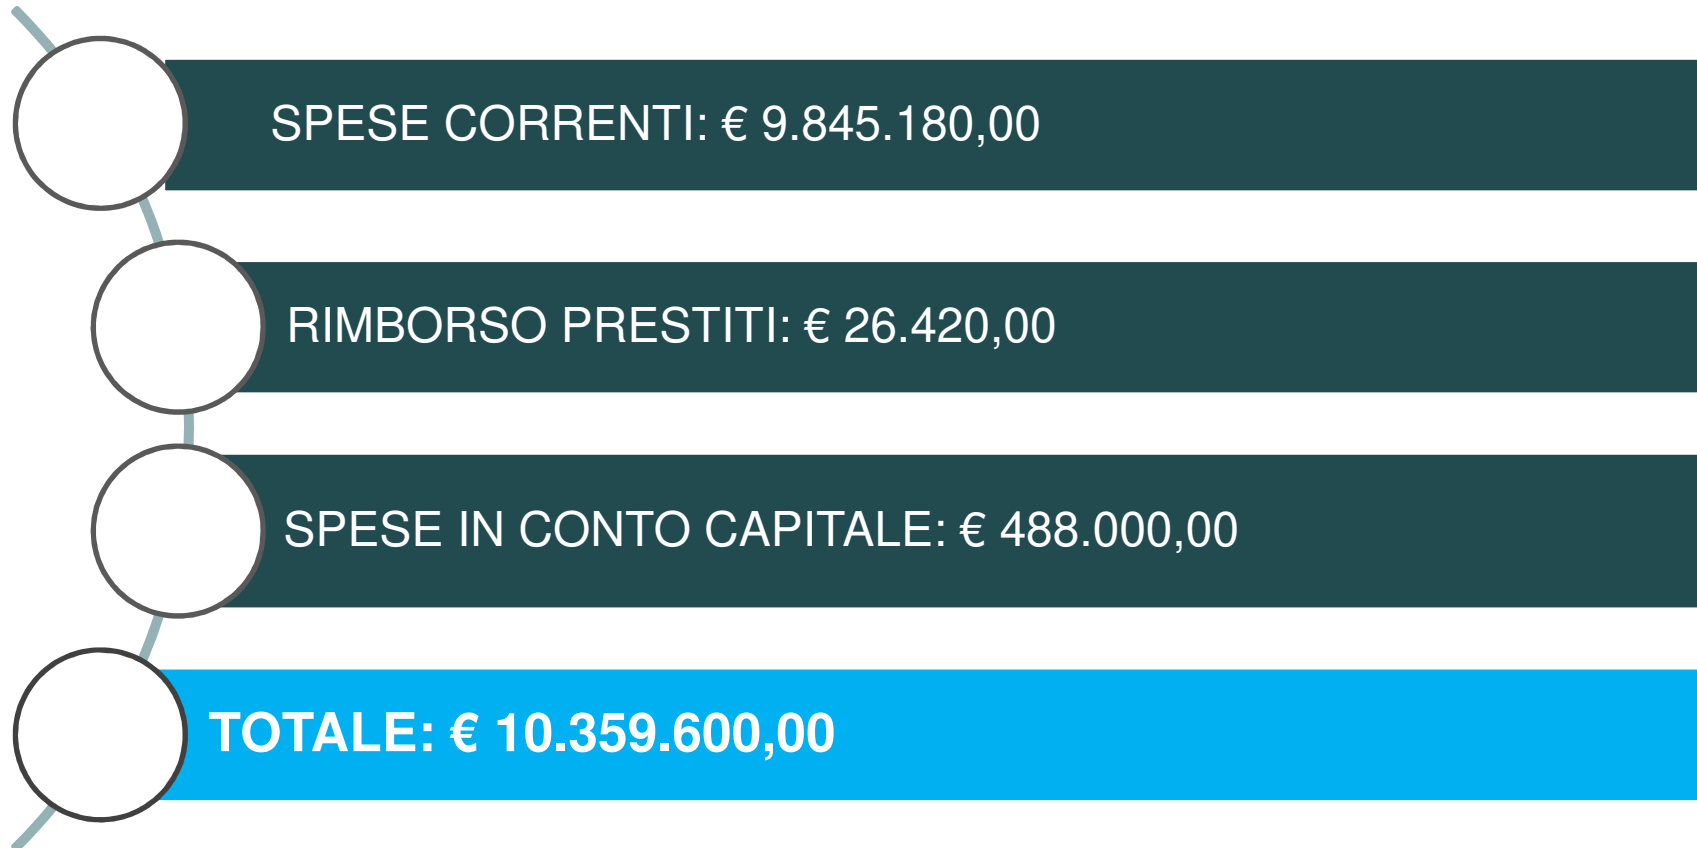 SPESE CORRENTI: € 9.845.180,00
RIMBORSO PRESTITI: € 26.420,00
SPESE IN CONTO CAPITALE: € 488.000,00
TOTALE: € 10.359.600,00